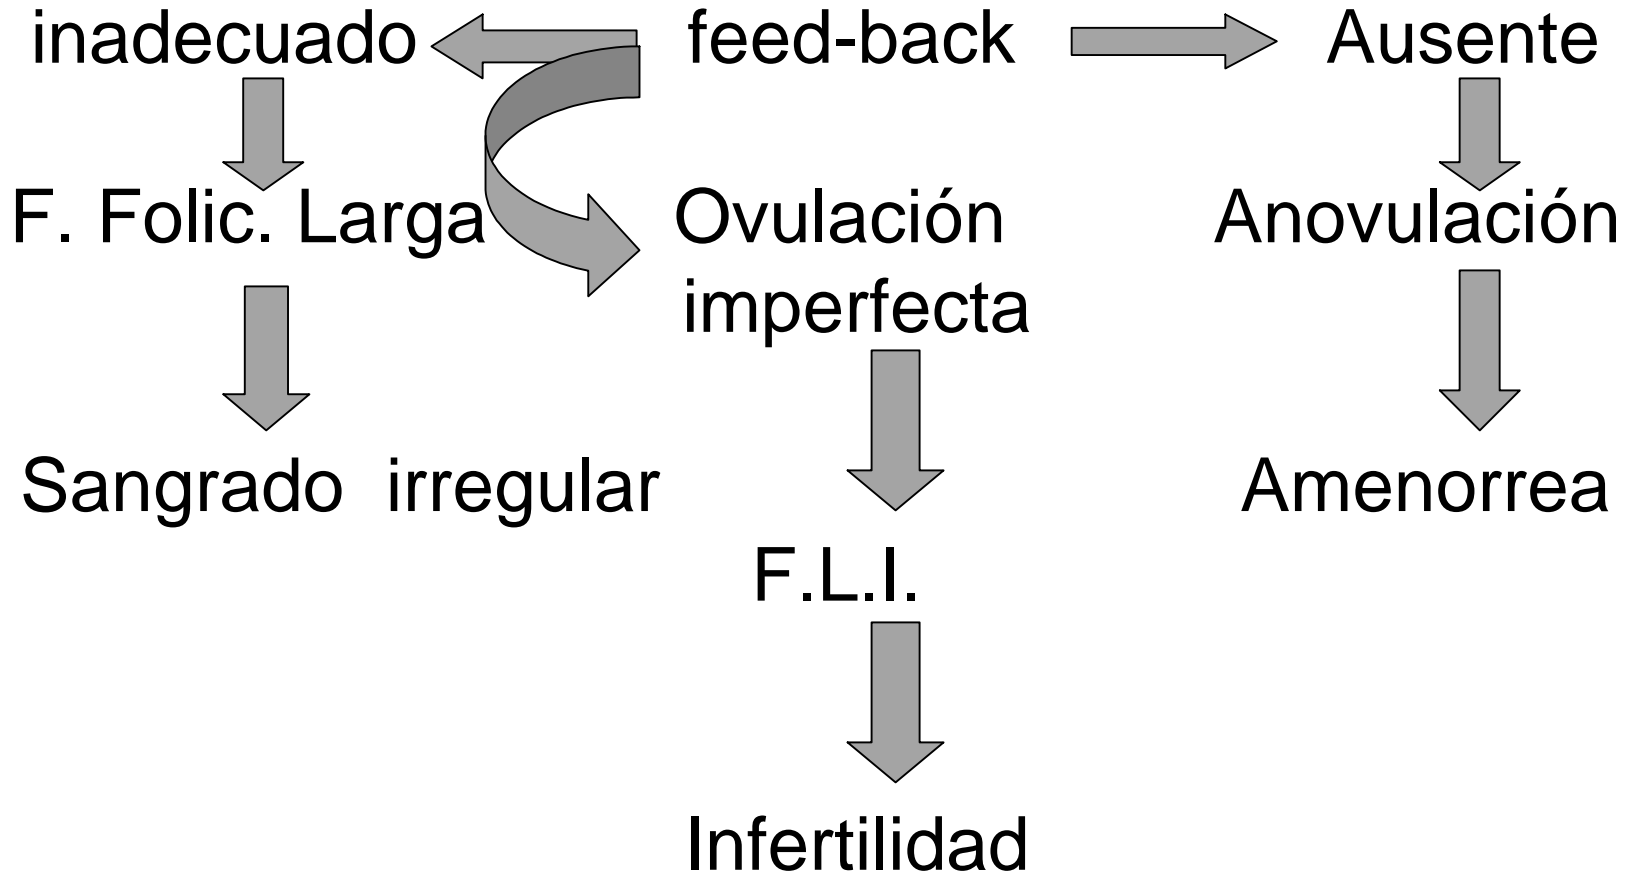 inadecuado feed-back Ausente
F. Folic. Larga Ovulación Anovulación
imperfecta
Sangrado irregular Amenorrea
F.L.I.
Infertilidad